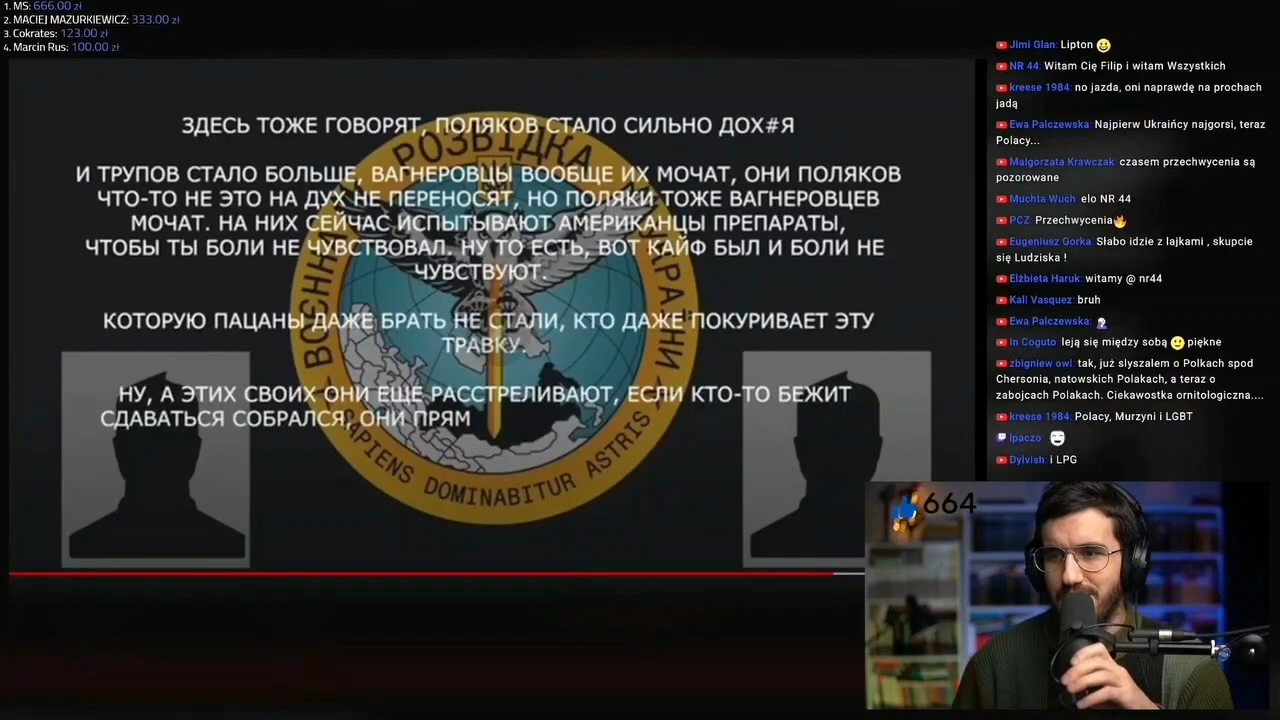 1. MS: 666.00 zł
2. MACIEJ MAZURKIEWICZ: 333.00 zł
3. Cokrates: 123.00 zł
4. Marcin Rus: 100.00 zł
ЗДЕСЬ ТОЖЕ ГОВОРЯТ, ПОЛЯКОВ СТАЛО СИЛЬНО ДОХ#Я
И ТРУПОВ СТАЛО БОЛЬШЕ, ВАГНЕРОВЦЫ ВООБЩЕ ИХ МОЧАТ, ОНИ ПОЛЯКОВ
ЧТО-ТО НЕ ЭТО НА ДУХ НЕ ПЕРЕНОСЯТ, НО ПОЛЯКИ ТОЖЕ ВАГНЕРОВЦЕВ
МОЧАТ. НА НИХ СЕЙЧАС ИСПЫТЫВАЮТ АМЕРИКАНЦЫ ПРЕПАРАТЫ,
ЧТОБЫ ТЫ БОЛИ НЕ ЧУВСТВОВАЛ. НУ ТО ЕСТЬ, ВОТ КАЙФ БЫЛ И БОЛИ НЕ
ЧУВСТВУЮТ.
КОТОРУЮ ПАЦАНЫ ДАЖЕ БРАТЬ НЕ СТАЛИ, КТО ДАЖЕ ПОКУРИВАЕТ ЭТУ
ТРАВКУ.
НУ, А ЭТИХ СВОИХ ОНИ ЕЩЕ РАССТРЕЛИВАЮТ, ЕСЛИ КТО-ТО БЕЖИТ
СДАВАТЬСЯ СОБРАЛСЯ, ОНИ ПРЯМ
РОЗВІДКА
ВОЄННА
УКРАЇНИ
SAPIENS DOMINABITUR ASTRIS
Jimi Glan: Lipton
NR 44: Witam Cię Filip i witam Wszystkich
kreese 1984: no jazda, oni naprawdę na prochach
jadą
Ewa Palczewska: Najpierw Ukraińcy najgorsi, teraz
Polacy...
Malgorzata Krawczak: czasem przechwycenia są
pozorowane
Muchta Wuch: elo NR 44
PCZ: Przechwycenia
Eugeniusz Gorka: Słabo idzie z lajkami , skupcie
się Ludziska !
Elżbieta Haruk: witamy @ nr44
Kali Vasquez: bruh
Ewa Palczewska:
In Coguto: leją się między sobą piękne
zbigniew owl: tak, już slyszałem o Polkach spod
Chersonia, natowskich Polakach, a teraz o
zabojcach Polakach. Ciekawostka ornitologiczna....
kreese 1984: Polacy, Murzyni i LGBT
lpaczo:
Dylvish: i LPG
664